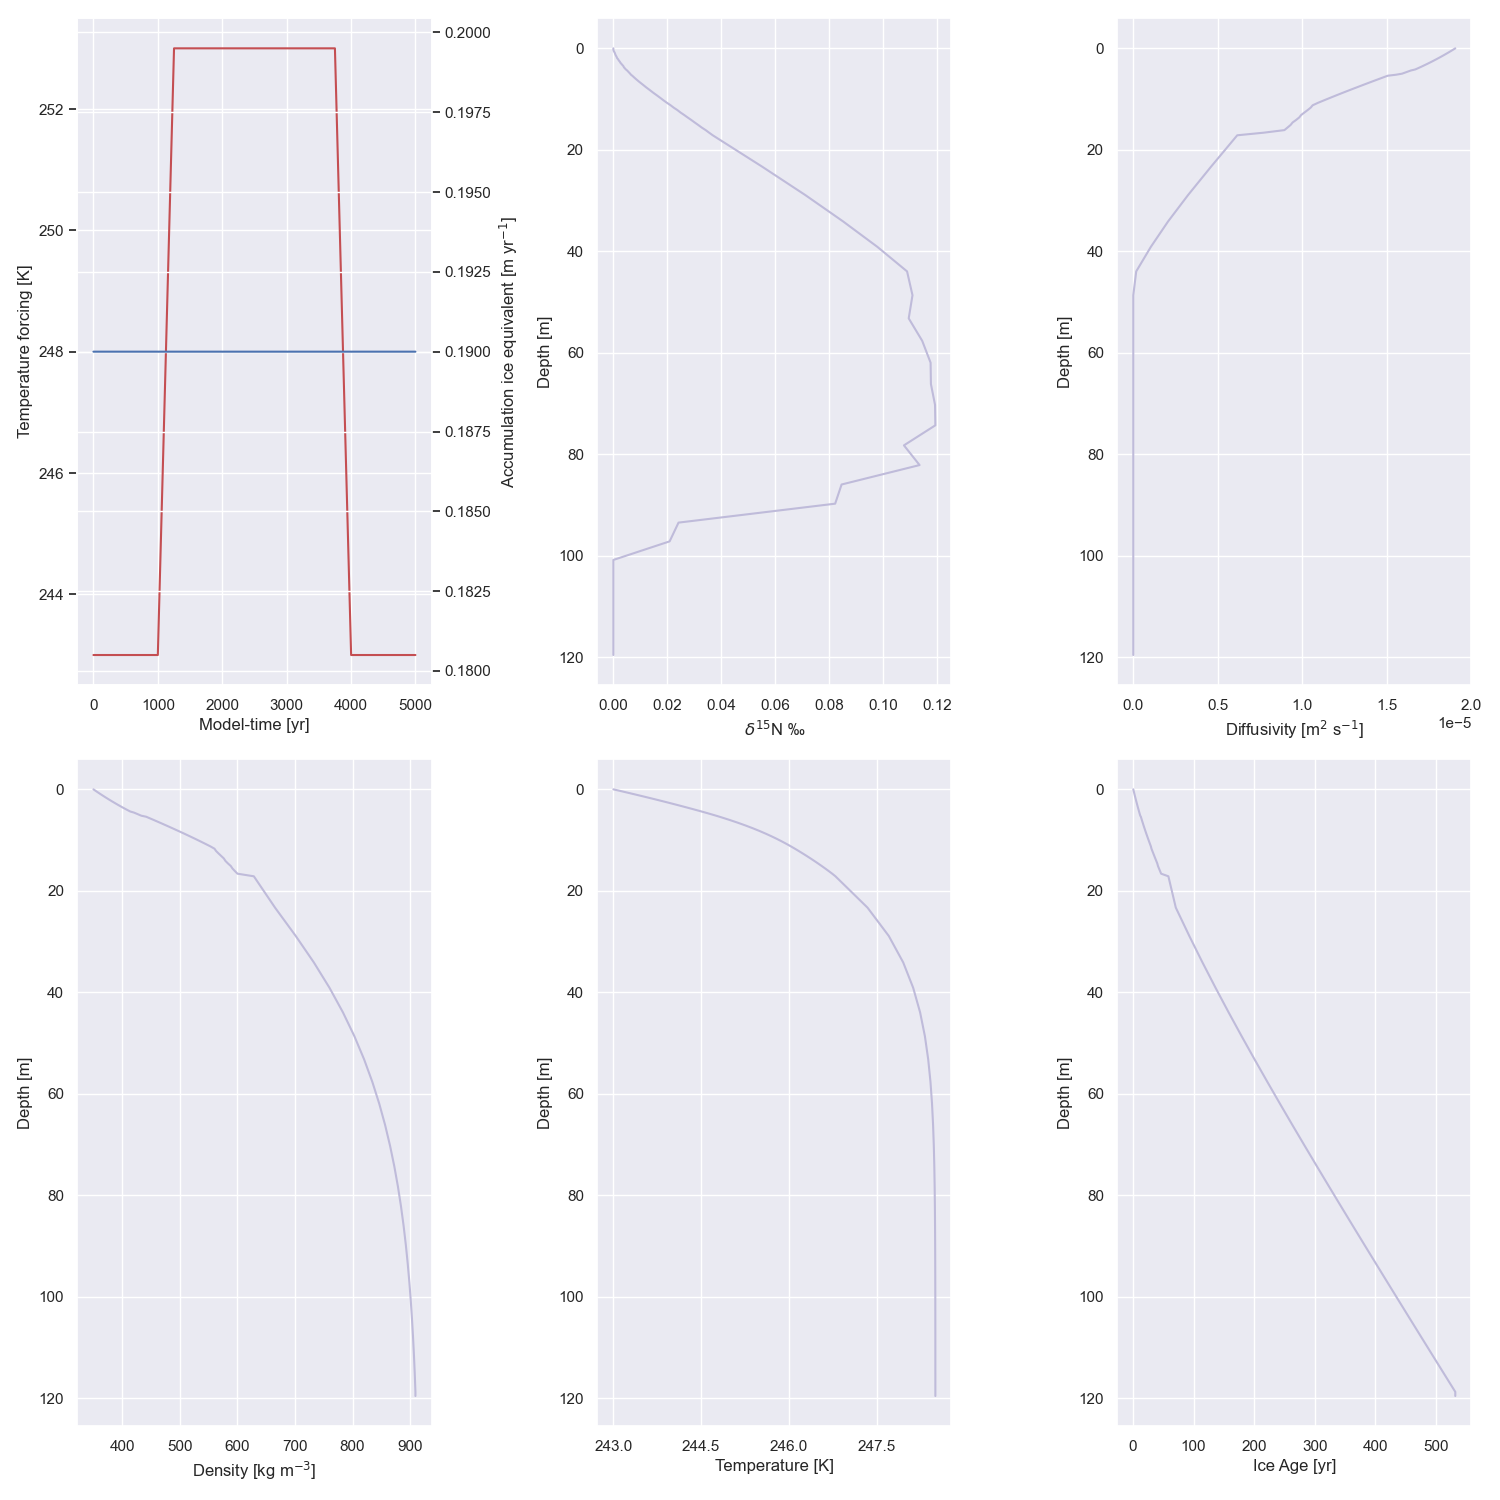 Temperature forcing [K]
252
250
248
246
244
0 1000 2000 3000 4000 5000
Model-time [yr]
0.2000
0.1975
0.1950
0.1925
0.1900
0.1875
0.1850
0.1825
0.1800
Accumulation ice equivalent [m yr⁻¹]
Depth [m]
0
20
40
60
80
100
120
0.00 0.02 0.04 0.06 0.08 0.10 0.12
δ¹⁵N ‰
Depth [m]
0
20
40
60
80
100
120
0.0 0.5 1.0 1.5 2.0
1e−5
Diffusivity [m² s⁻¹]
Depth [m]
0
20
40
60
80
100
120
400 500 600 700 800 900
Density [kg m⁻³]
Depth [m]
0
20
40
60
80
100
120
243.0 244.5 246.0 247.5
Temperature [K]
Depth [m]
0
20
40
60
80
100
120
0 100 200 300 400 500
Ice Age [yr]